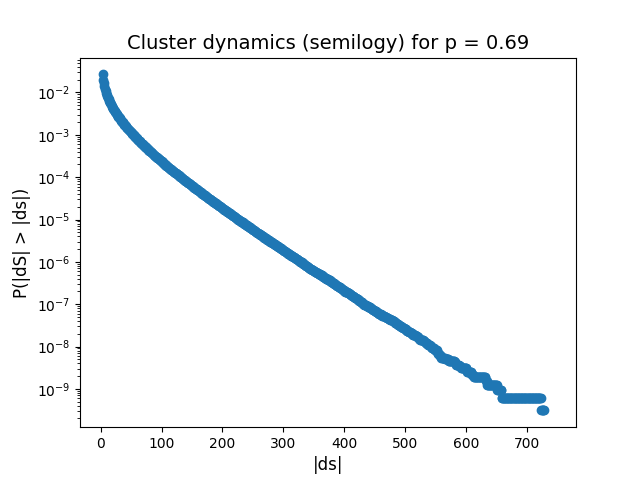 Cluster dynamics (semilogy) for p = 0.69
P(|dS| > |ds|)
10⁻²
10⁻³
10⁻⁴
10⁻⁵
10⁻⁶
10⁻⁷
10⁻⁸
10⁻⁹
0 100 200 300 400 500 600 700
|ds|